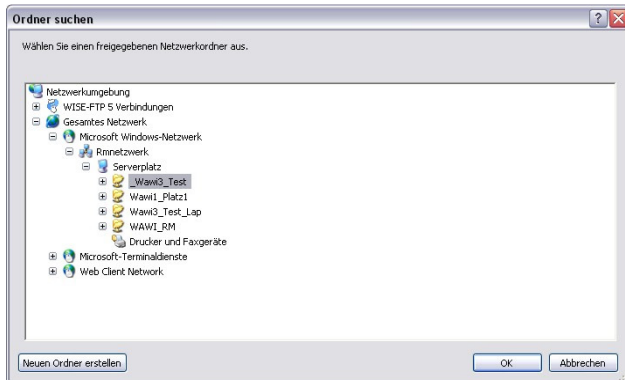 Ordner suchen
Wählen Sie einen freigegebenen Netzwerkordner aus.
Netzwerkumgebung
WISE-FTP 5 Verbindungen
Gesamtes Netzwerk
Microsoft Windows-Netzwerk
Rmnetzwerk
Serverplatz
_Wawi3_Test
Wawi1_Platz1
Wawi3_Test_Lap
WAWI_RM
Drucker und Faxgeräte
Microsoft-Terminaldienste
Web Client Network
Neuen Ordner erstellen OK Abbrechen